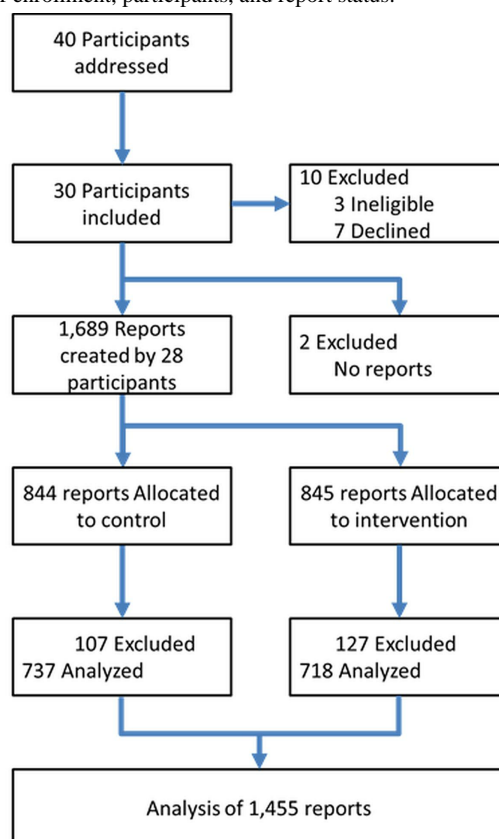 enrolment, participants, and report status.
40 Participants
addressed
30 Participants
included
10 Excluded
3 Ineligible
7 Declined
1,689 Reports
created by 28
participants
2 Excluded
No reports
844 reports Allocated
to control
845 reports Allocated
to intervention
107 Excluded
737 Analyzed
127 Excluded
718 Analyzed
Analysis of 1,455 reports